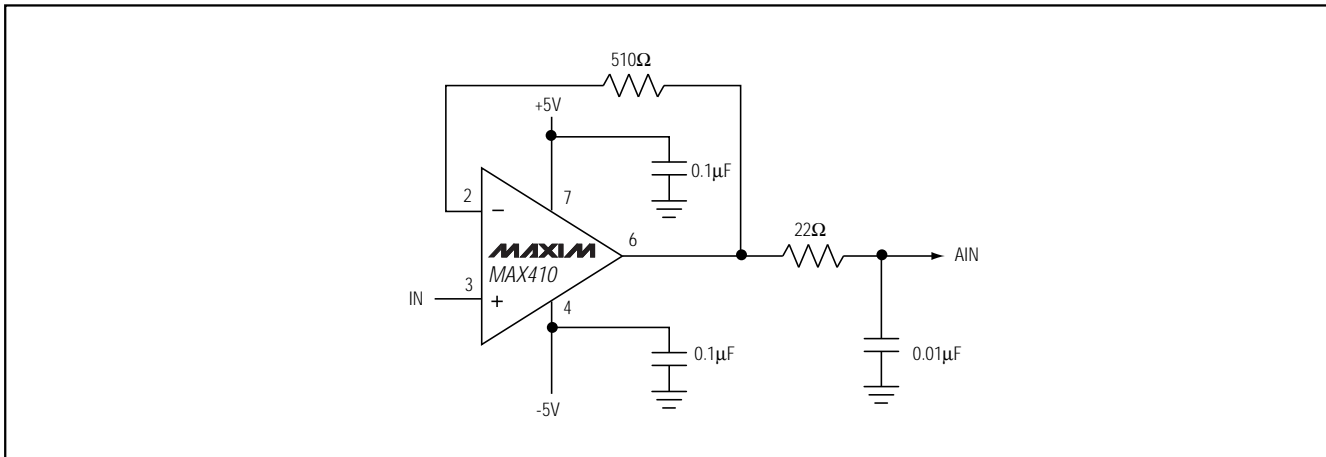 510Ω
+5V
0.1µF
2
7
−
6
22Ω
MAXIM
MAX410
AIN
3
IN
+
4
0.1µF
0.01µF
-5V